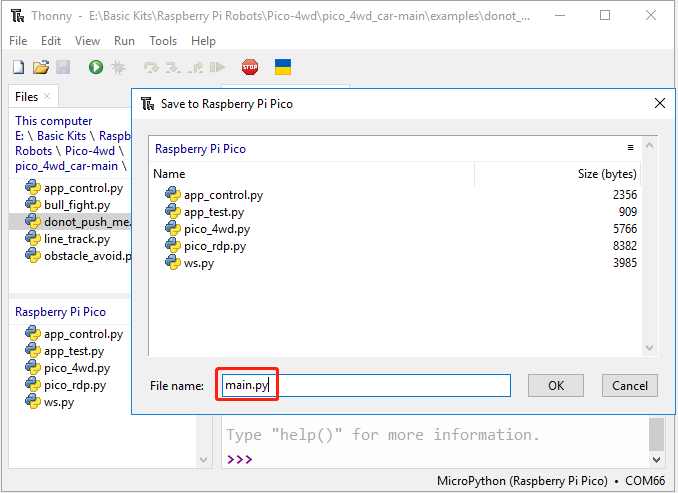 Thonny - E:\Basic Kits\Raspberry Pi Robots\Pico-4wd\pico_4wd_car-main\examples\donot_...
File Edit View Run Tools Help
STOP
Files
This computer
E: \ Basic Kits \ Raspb
Robots \ Pico-4wd \
pico_4wd_car-main \
app_control.py
bull_fight.py
donot_push_me.
line_track.py
obstacle_avoid.p
Raspberry Pi Pico
app_control.py
app_test.py
pico_4wd.py
pico_rdp.py
ws.py
Save to Raspberry Pi Pico
Raspberry Pi Pico
Name Size (bytes)
app_control.py 2356
app_test.py 909
pico_4wd.py 5766
pico_rdp.py 8382
ws.py 3985
File name: main.py OK Cancel
Type "help()" for more information.
>>>
MicroPython (Raspberry Pi Pico) • COM66